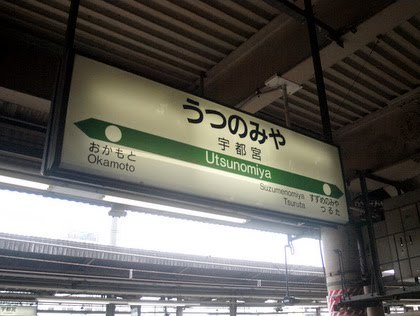 うつのみや
宇都宮
Utsunomiya
おかもと
Okamoto
Suzumenomiya
すずめのみや
Tsuruta
つるた